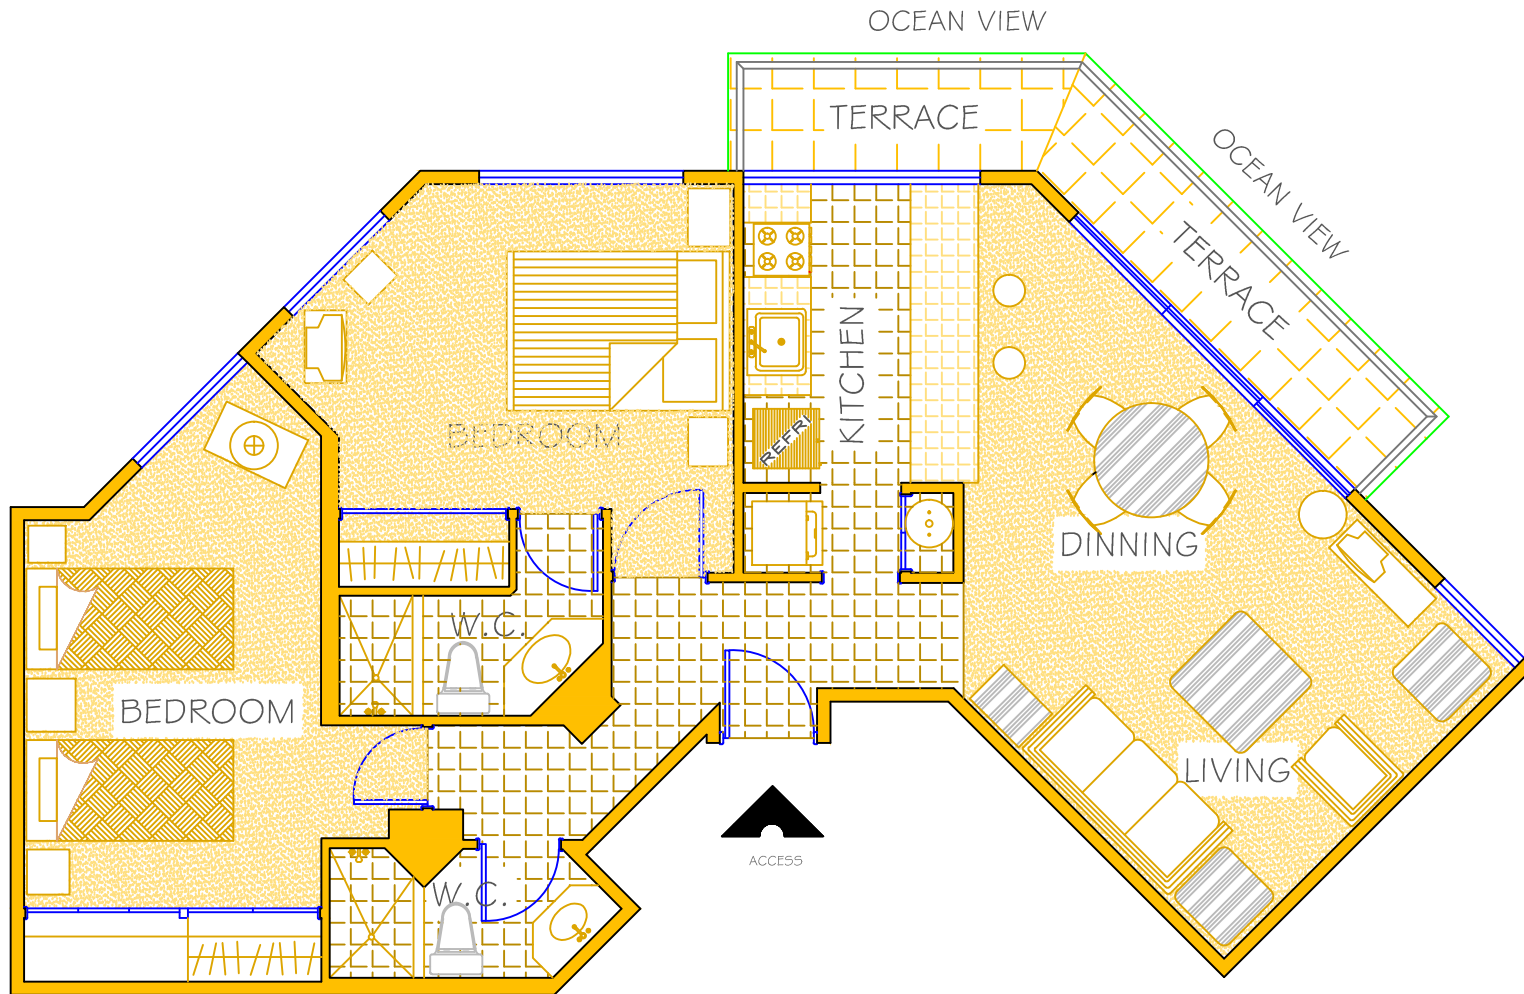 OCEAN VIEW
TERRACE
OCEAN VIEW
TERRACE
KITCHEN
REFRI
BEDROOM
DINNING
W.C.
BEDROOM
LIVING
ACCESS
W.C.